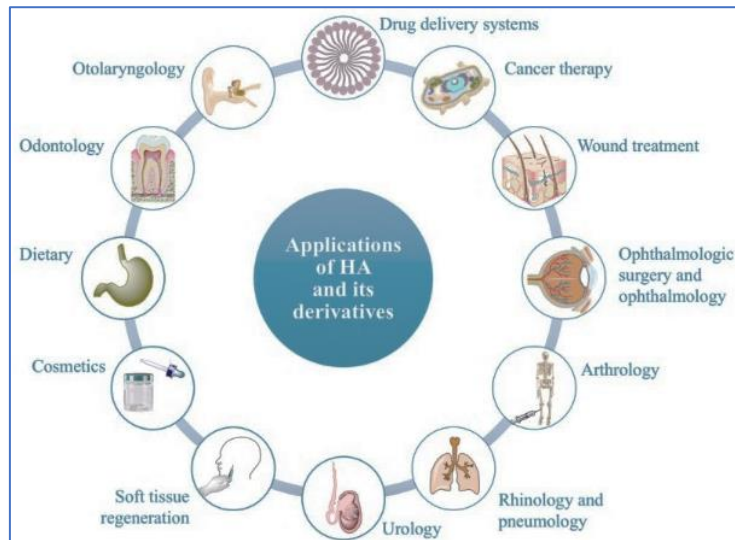 Drug delivery systems
Otolaryngology
Cancer therapy
Odontology
Wound treatment
Applications
of HA
and its
derivatives
Dietary
Ophthalmologic
surgery and
ophthalmology
Cosmetics
Arthrology
Soft tissue
regeneration
Urology
Rhinology and
pneumology